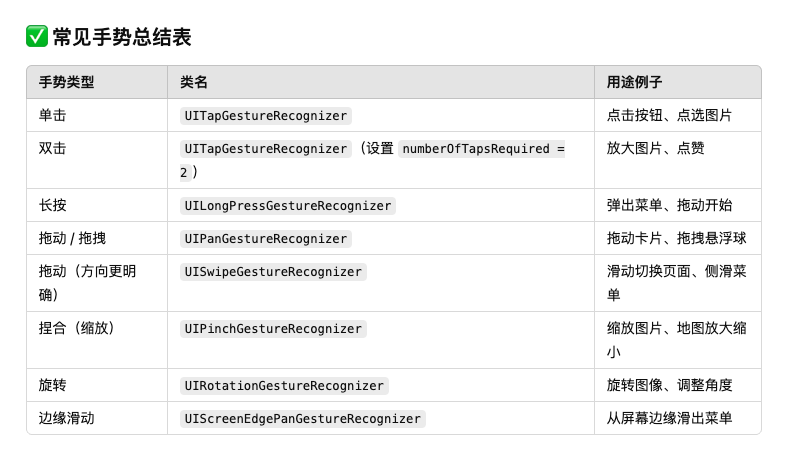 ✅ 常见手势总结表
手势类型 类名 用途例子
单击 UITapGestureRecognizer 点击按钮、点选图片
双击 UITapGestureRecognizer（设置 numberOfTapsRequired = 放大图片、点赞
2）
长按 UILongPressGestureRecognizer 弹出菜单、拖动开始
拖动 / 拖拽 UIPanGestureRecognizer 拖动卡片、拖拽悬浮球
拖动（方向更明 UISwipeGestureRecognizer 滑动切换页面、侧滑菜
确） 单
捏合（缩放） UIPinchGestureRecognizer 缩放图片、地图放大缩
小
旋转 UIRotationGestureRecognizer 旋转图像、调整角度
边缘滑动 UIScreenEdgePanGestureRecognizer 从屏幕边缘滑出菜单